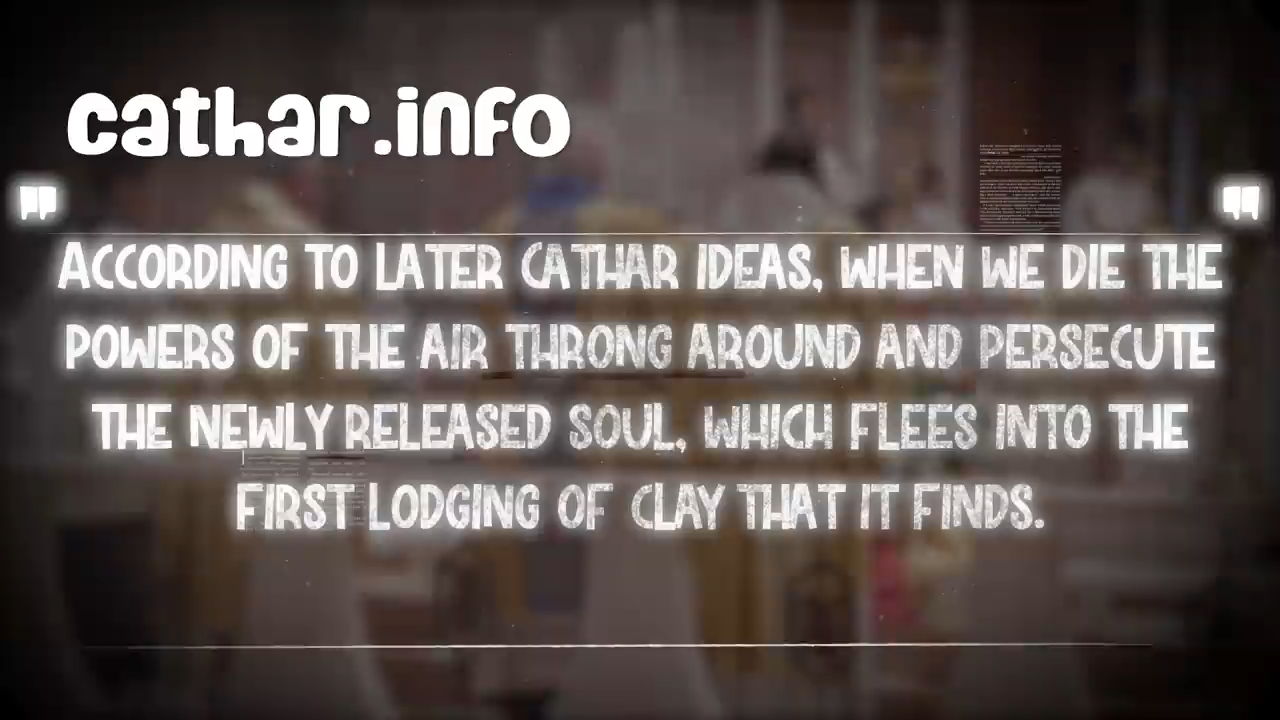 cathar.info
"
"
ACCORDING TO LATER CATHAR IDEAS, WHEN WE DIE THE
POWERS OF THE AIR THRONG AROUND AND PERSECUTE
THE NEWLY RELEASED SOUL, WHICH FLEES INTO THE
FIRST LODGING OF CLAY THAT IT FINDS.